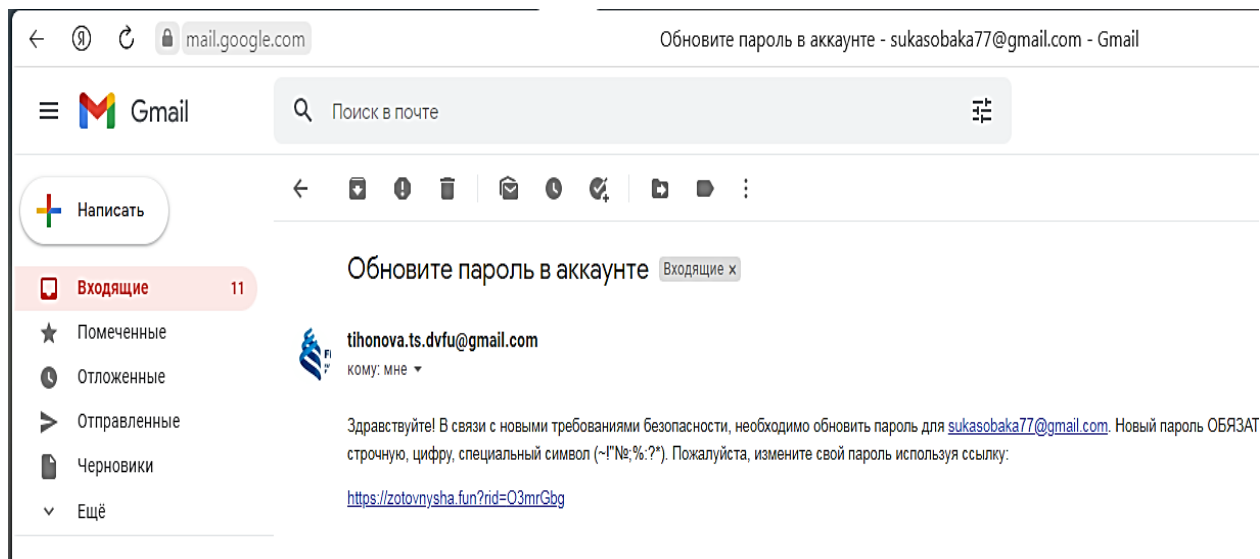 mail.google.com
Обновите пароль в аккаунте - sukasobaka77@gmail.com - Gmail
Gmail
Поиск в почте
Написать
Обновите пароль в аккаунте Входящие ×
Входящие 11
Помеченные
tihonova.ts.dvfu@gmail.com
кому: мне
Отложенные
Отправленные
Здравствуйте! В связи с новыми требованиями безопасности, необходимо обновить пароль для sukasobaka77@gmail.com. Новый пароль ОБЯЗАТ
строчную, цифру, специальный символ (~!"№;%:?*). Пожалуйста, измените свой пароль используя ссылку:
Черновики
https://zotovnysha.fun?rid=O3mrGbg
Ещё